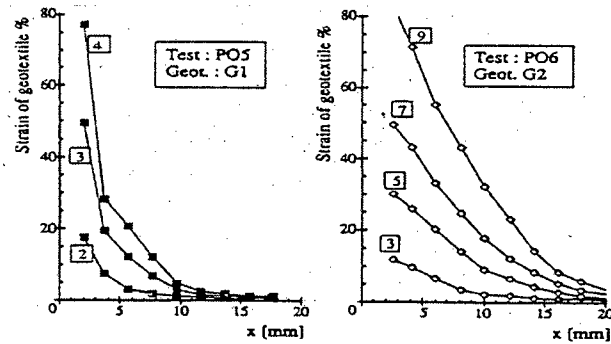 Strain of geotextile %
80
60
40
20
0
0 5 10 15 20
x [mm]
Test : PO5
Geot. : G1
4
3
2
Strain of geotextile %
80
60
40
20
0
0 5 10 15 20
x [mm]
Test : PO6
Geot. G2
9
7
5
3